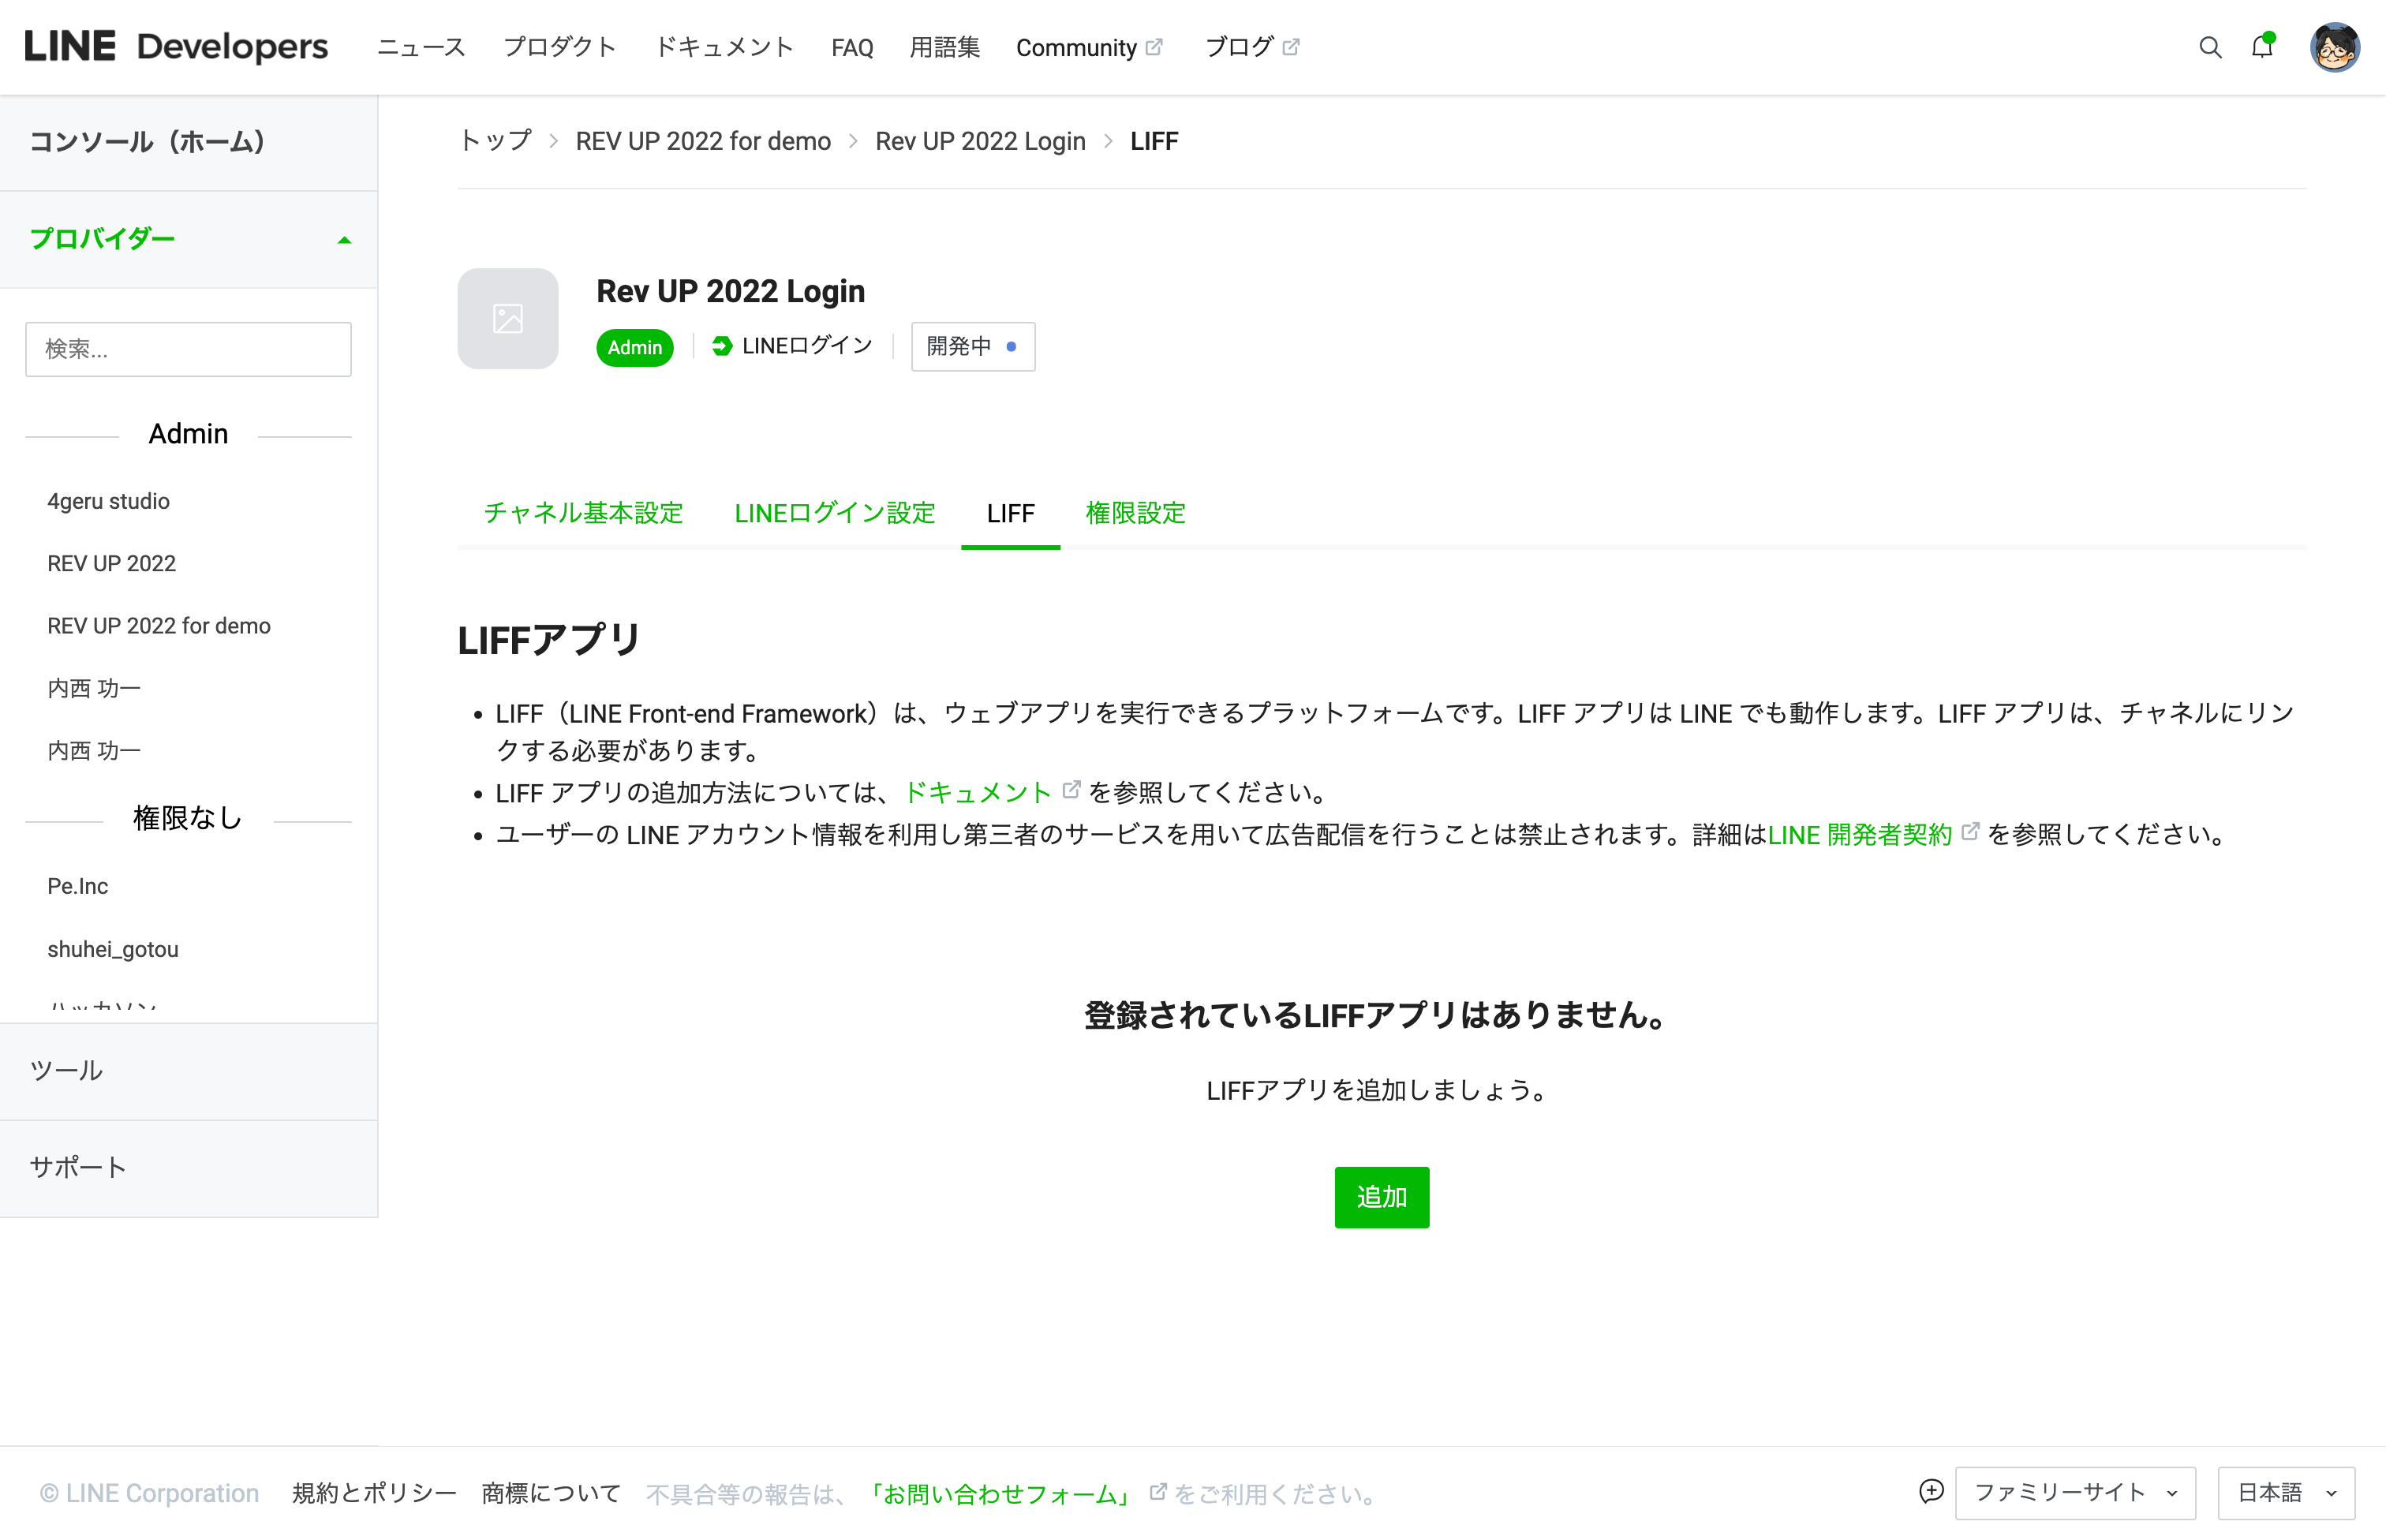 LINE Developers ニュース プロダクト ドキュメント FAQ 用語集 Community ブログ
コンソール（ホーム）
プロバイダー
検索...
Admin
4geru studio
REV UP 2022
REV UP 2022 for demo
内西 功一
内西 功一
権限なし
Pe.Inc
shuhei_gotou
ハッカソン
ツール
サポート
トップ REV UP 2022 for demo Rev UP 2022 Login LIFF
Rev UP 2022 Login
Admin LINEログイン 開発中
チャネル基本設定 LINEログイン設定 LIFF 権限設定
LIFFアプリ
• LIFF（LINE Front-end Framework）は、ウェブアプリを実行できるプラットフォームです。LIFF アプリは LINE でも動作します。LIFF アプリは、チャネルにリン
クする必要があります。
• LIFF アプリの追加方法については、ドキュメント を参照してください。
• ユーザーの LINE アカウント情報を利用し第三者のサービスを用いて広告配信を行うことは禁止されます。詳細はLINE 開発者契約 を参照してください。
登録されているLIFFアプリはありません。
LIFFアプリを追加しましょう。
追加
© LINE Corporation 規約とポリシー 商標について 不具合等の報告は、「お問い合わせフォーム」 をご利用ください。 ファミリーサイト 日本語